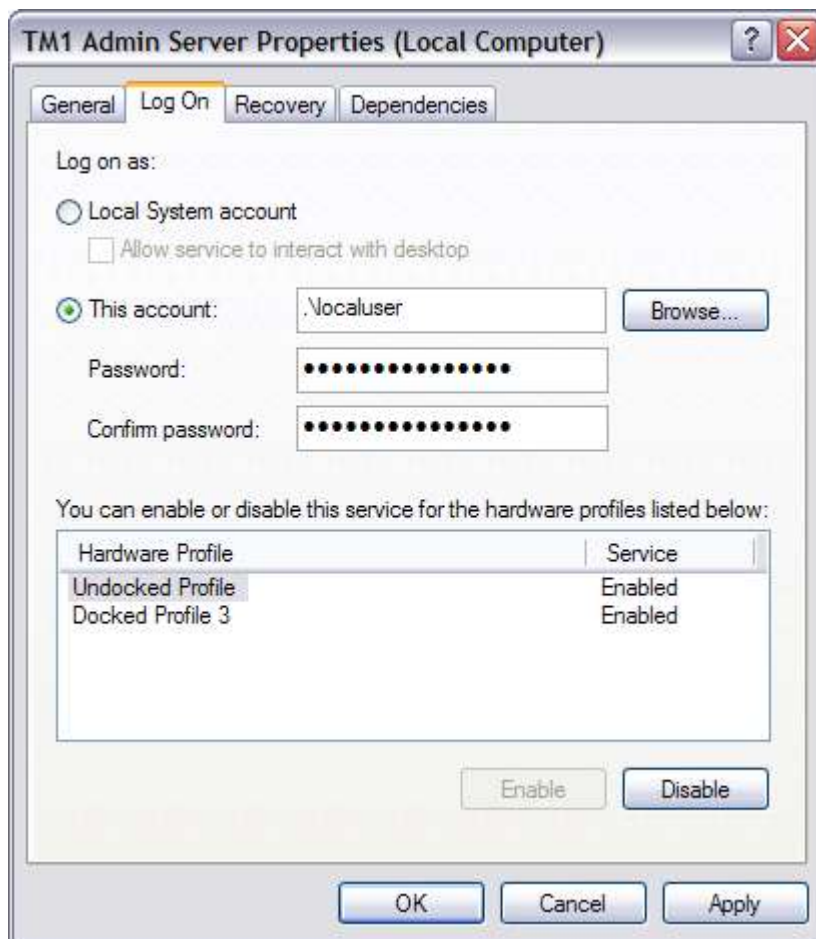 TM1 Admin Server Properties (Local Computer)
General Log On Recovery Dependencies
Log on as:
Local System account
Allow service to interact with desktop
This account: .\localuser Browse...
Password: ●●●●●●●●●●●●●●●
Confirm password: ●●●●●●●●●●●●●●●
You can enable or disable this service for the hardware profiles listed below:
Hardware Profile Service
Undocked Profile Enabled
Docked Profile 3 Enabled
Enable Disable
OK Cancel Apply